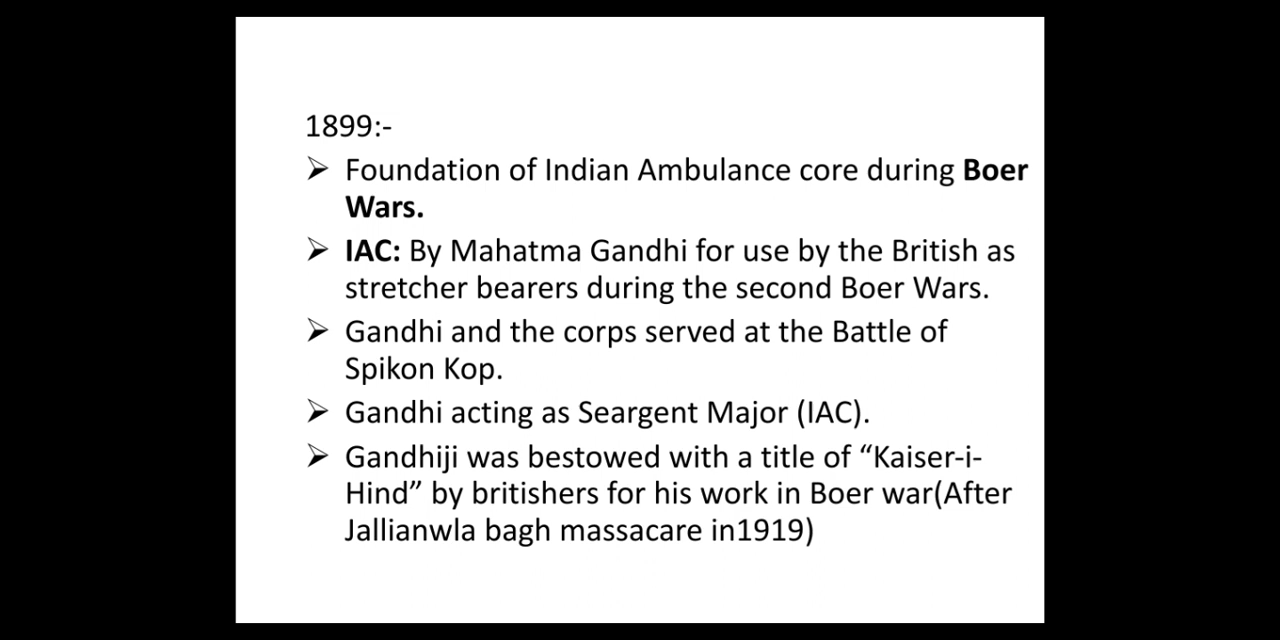 1899:-
➢ Foundation of Indian Ambulance core during Boer
Wars.
➢ IAC: By Mahatma Gandhi for use by the British as
stretcher bearers during the second Boer Wars.
➢ Gandhi and the corps served at the Battle of
Spikon Kop.
➢ Gandhi acting as Seargent Major (IAC).
➢ Gandhiji was bestowed with a title of “Kaiser-i-
Hind” by britishers for his work in Boer war(After
Jallianwla bagh massacare in1919)